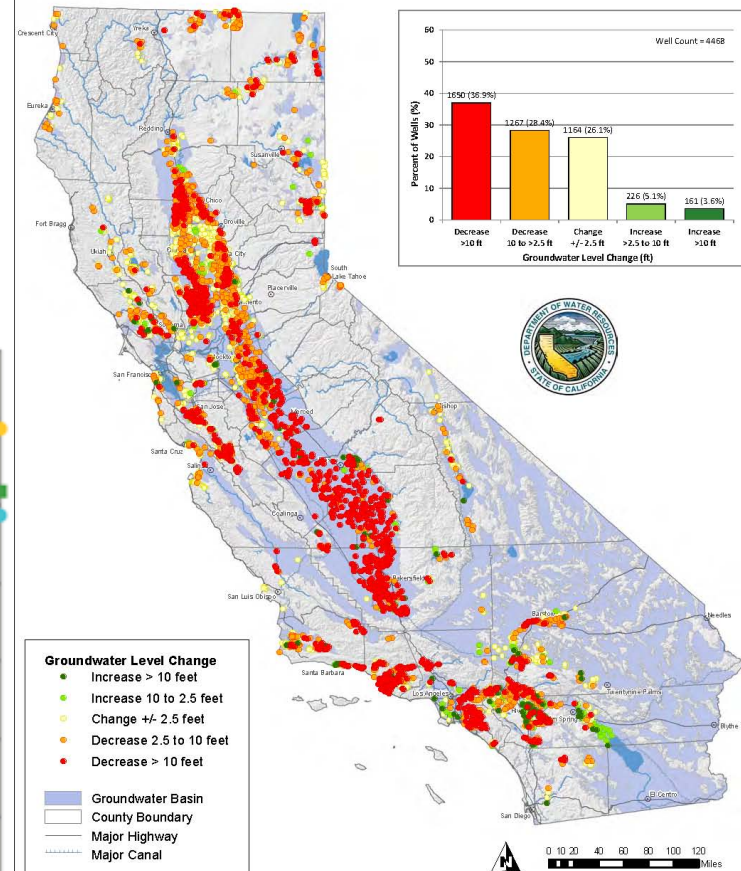 Crescent City
Yreka
Eureka
Redding
Susanville
Chico
Oroville
Fort Bragg
Ukiah
South
Lake Tahoe
Placerville
San Francisco
San Jose
Merced
Bishop
Santa Cruz
Coalinga
Bakersfield
San Luis Obispo
Barstow
Needles
Santa Barbara
Los Angeles
Twentynine Palms
Blythe
El Centro
San Diego
60
50
40
30
20
10
0
Percent of Wells (%)
Well Count = 4468
1650 (36.9%)
1267 (28.4%)
1164 (26.1%)
226 (5.1%)
161 (3.6%)
Decrease
>10 ft
Decrease
10 to >2.5 ft
Change
+/- 2.5 ft
Increase
>2.5 to 10 ft
Increase
>10 ft
Groundwater Level Change (ft)
DEPARTMENT OF WATER RESOURCES
STATE OF CALIFORNIA
Groundwater Level Change
Increase > 10 feet
Increase 10 to 2.5 feet
Change +/- 2.5 feet
Decrease 2.5 to 10 feet
Decrease > 10 feet
Groundwater Basin
County Boundary
Major Highway
Major Canal
N
0 10 20 40 60 80 100 120
Miles